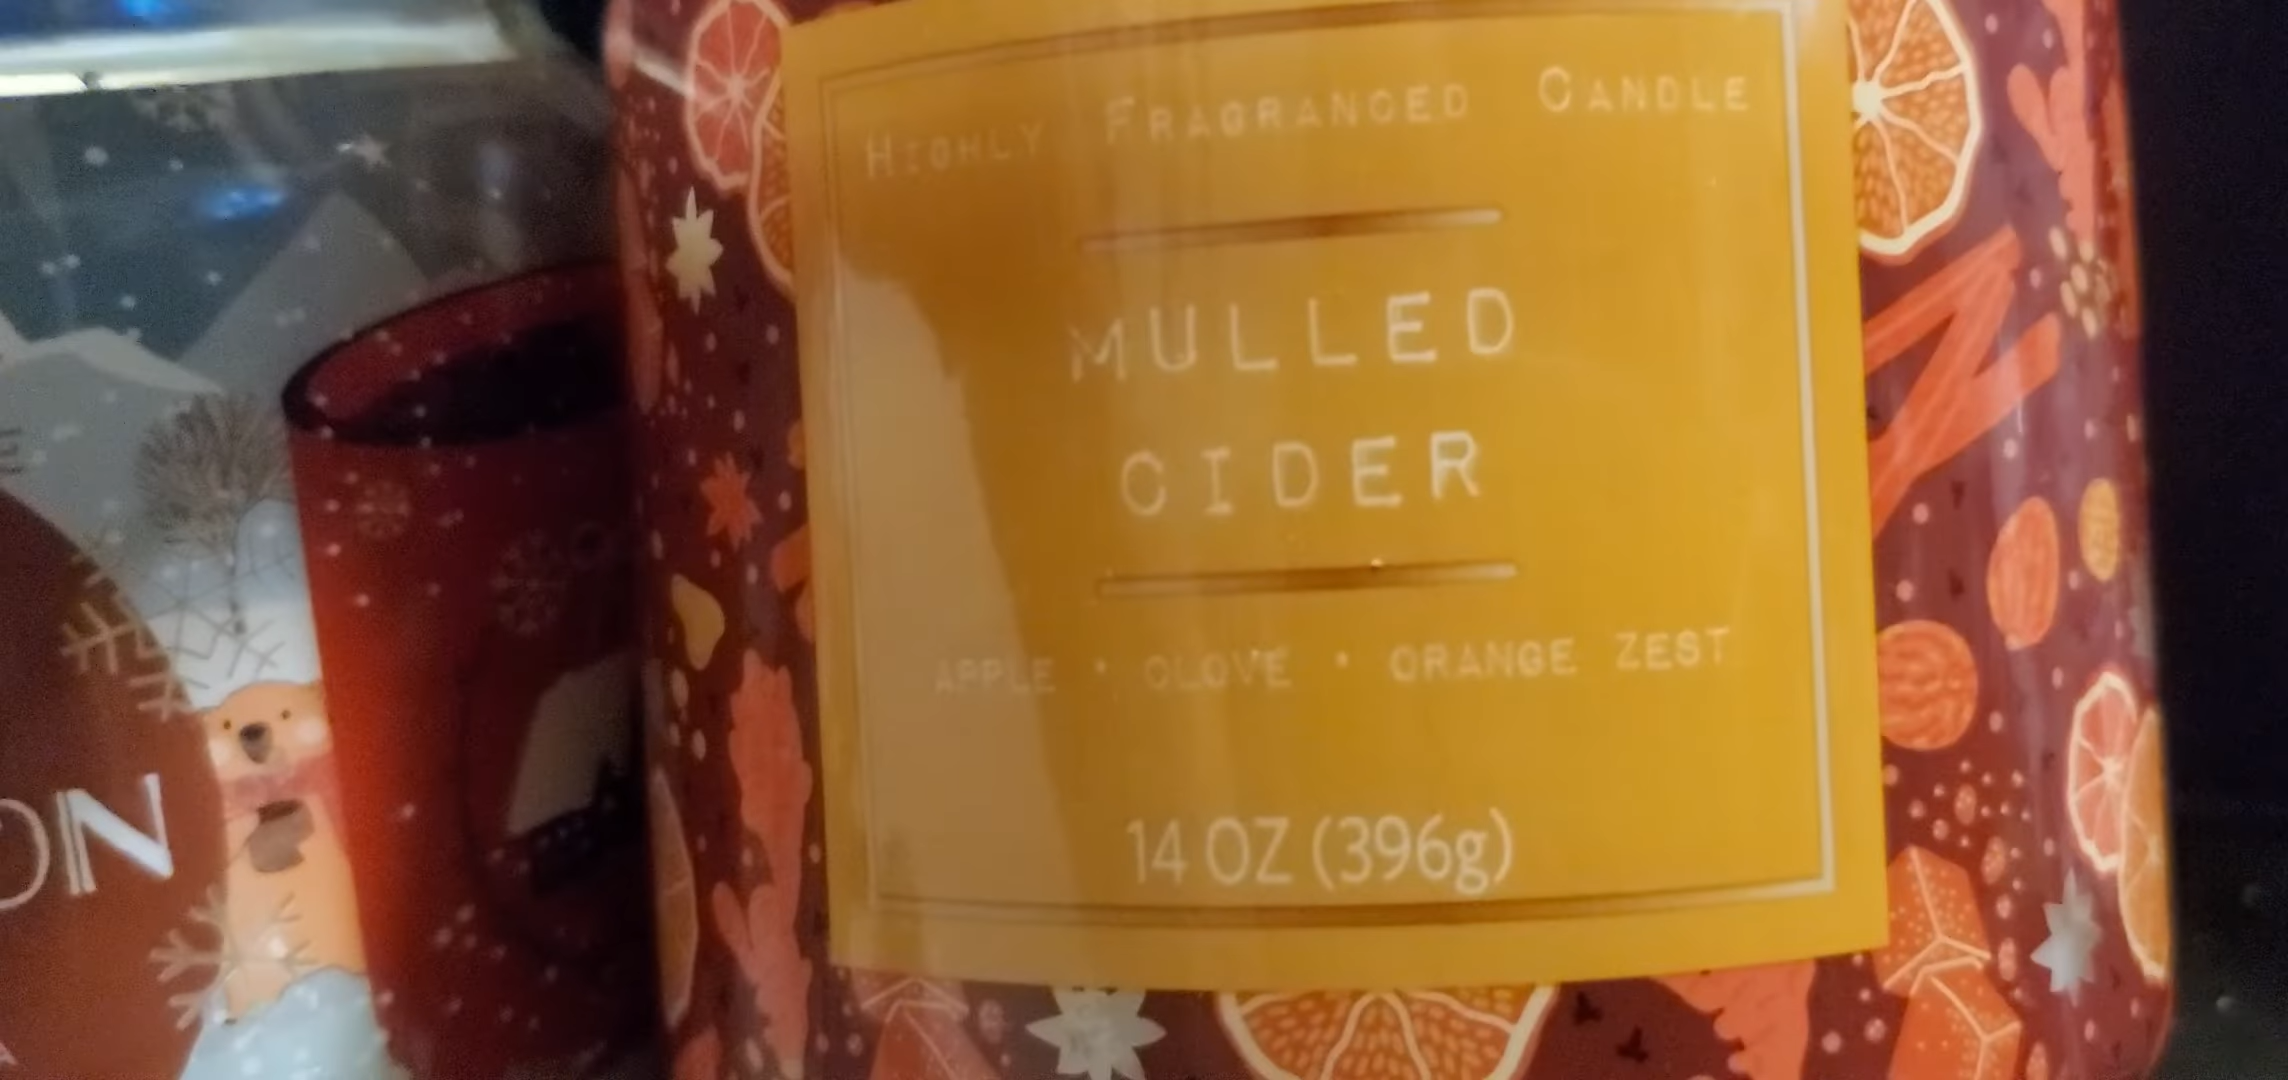 HIGHLY FRAGRANCED CANDLE
MULLED
CIDER
APPLE • CLOVE • ORANGE ZEST
14 OZ (396g)